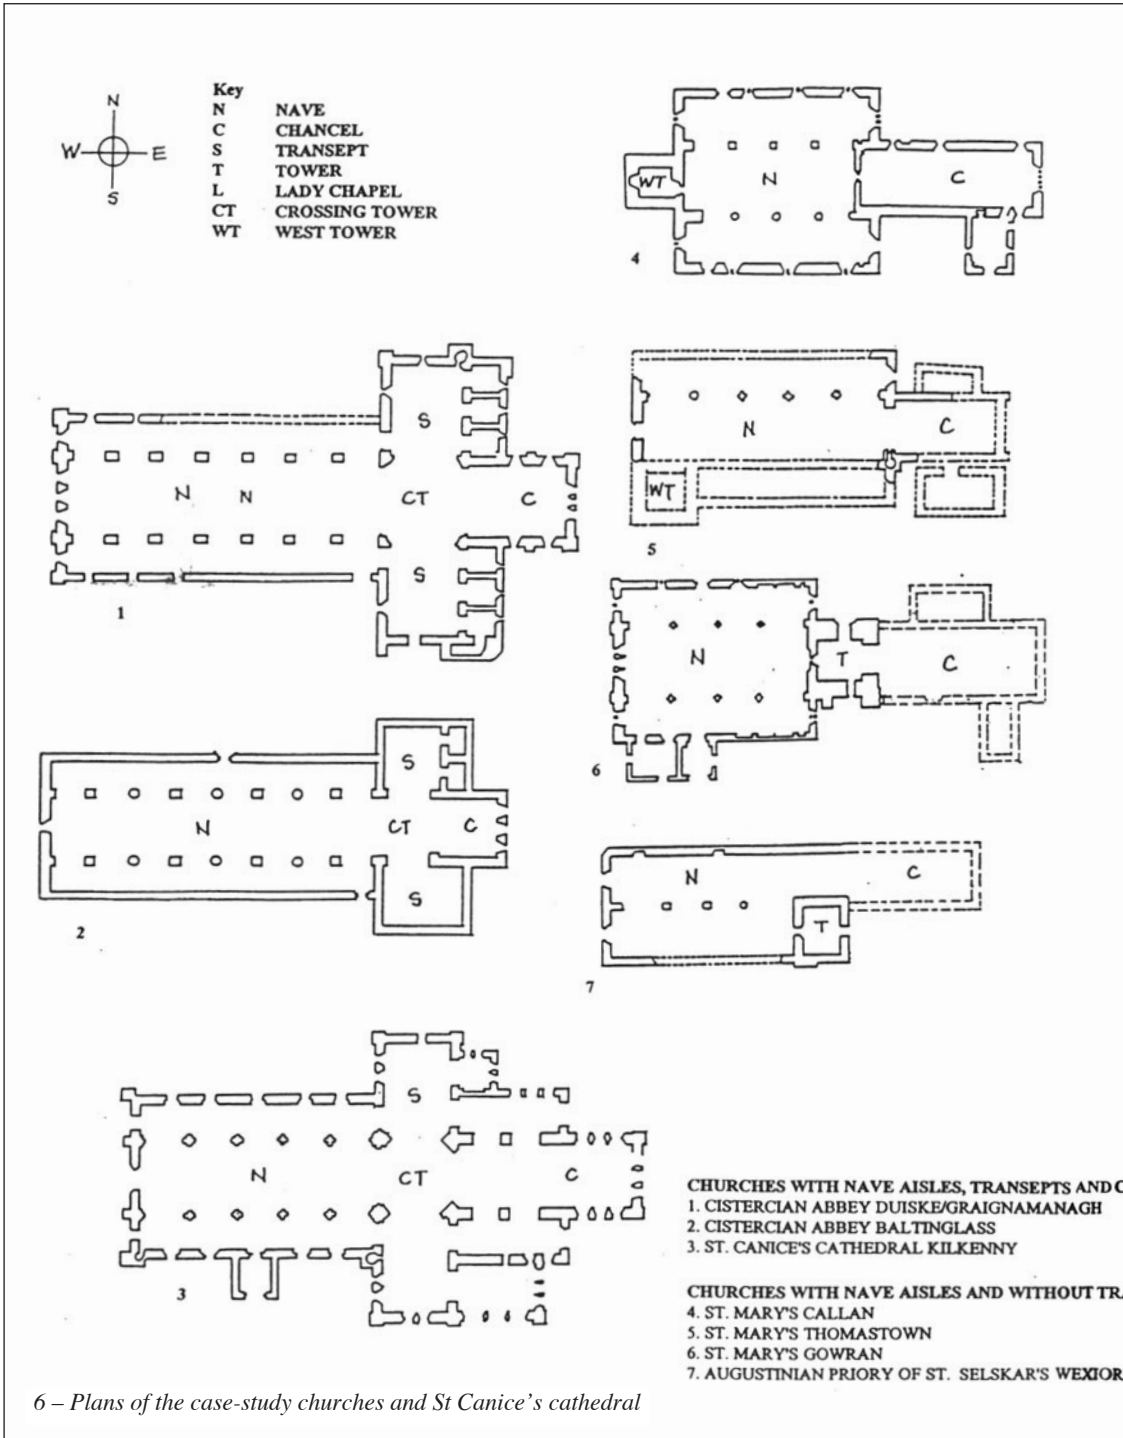 N
W E
S
Key
N NAVE
C CHANCEL
S TRANSEPT
T TOWER
L LADY CHAPEL
CT CROSSING TOWER
WT WEST TOWER
WT N C
4
S
N N CT C
S
1
N C
WT
5
N T C
6
S
N CT C
S
2
N C
T
7
S
N CT C
3
CHURCHES WITH NAVE AISLES, TRANSEPTS AND C
1. CISTERCIAN ABBEY DUISKE/GRAIGNAMANAGH
2. CISTERCIAN ABBEY BALTINGLASS
3. ST. CANICE'S CATHEDRAL KILKENNY
CHURCHES WITH NAVE AISLES AND WITHOUT TRA
4. ST. MARY'S CALLAN
5. ST. MARY'S THOMASTOWN
6. ST. MARY'S GOWRAN
7. AUGUSTINIAN PRIORY OF ST. SELSKAR'S WEXIOR
6 – Plans of the case-study churches and St Canice's cathedral